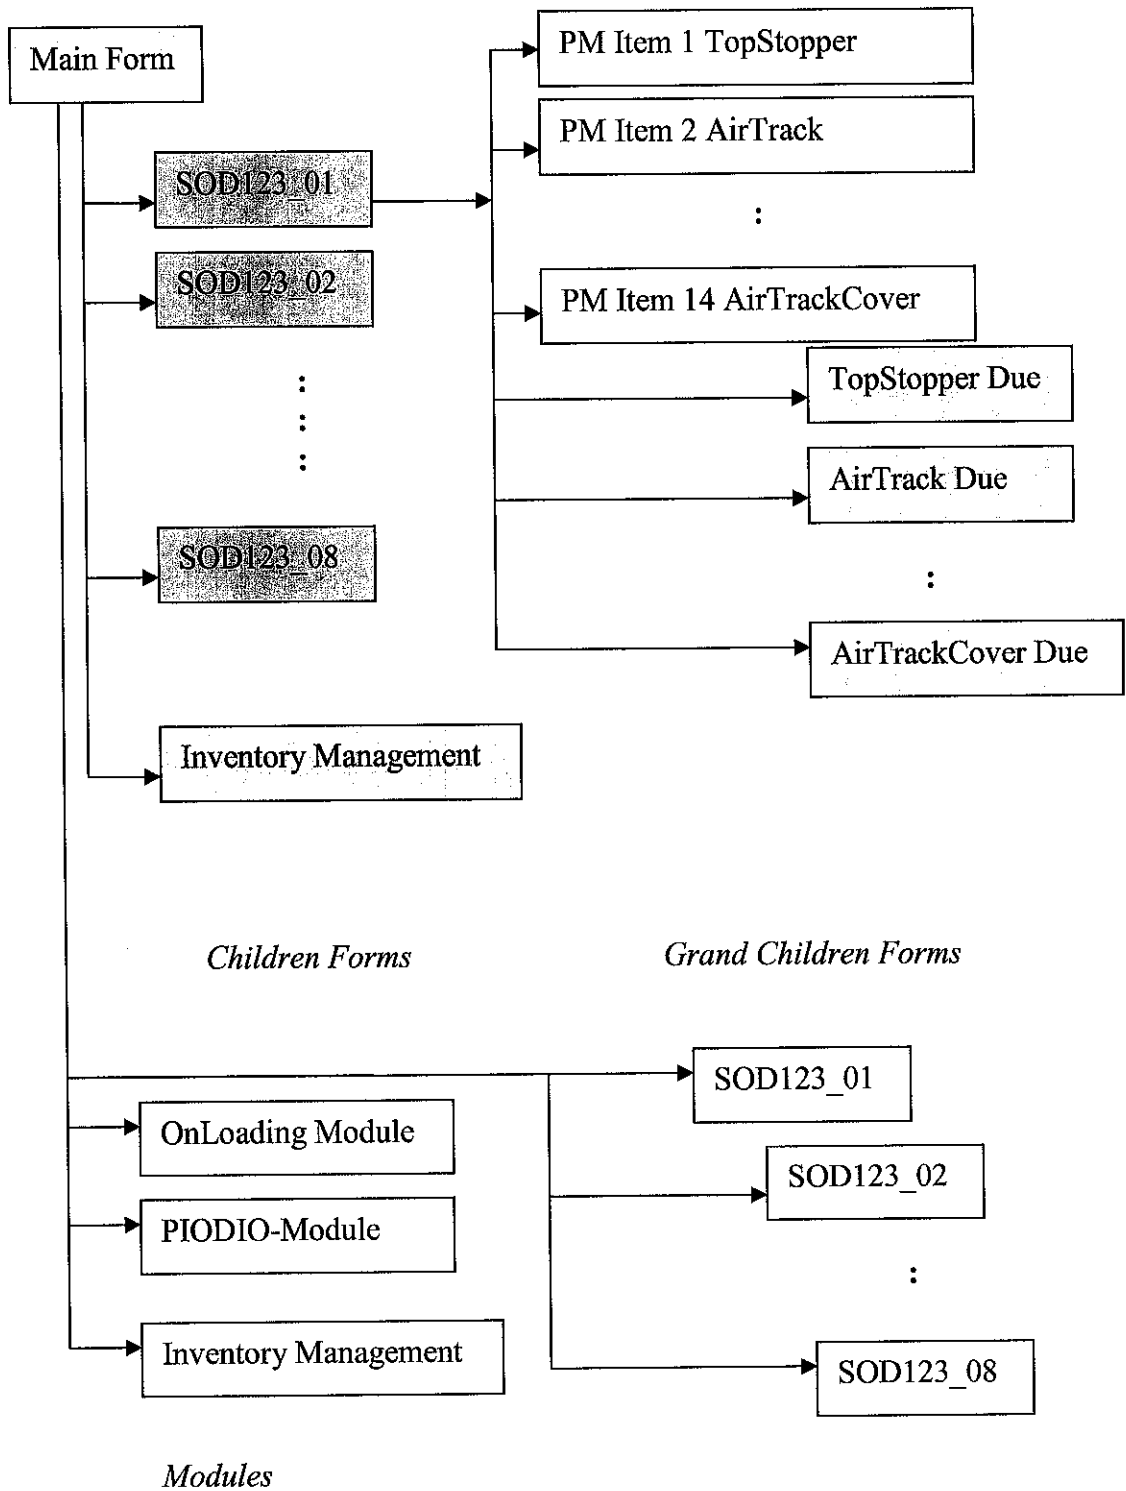 Main Form
PM Item 1 TopStopper
PM Item 2 AirTrack
SOD123_01
:
SOD123_02
PM Item 14 AirTrackCover
TopStopper Due
:
:
:
AirTrack Due
SOD123_08
:
AirTrackCover Due
Inventory Management
Children Forms
Grand Children Forms
SOD123_01
OnLoading Module
SOD123_02
PIODIO-Module
:
Inventory Management
SOD123_08
Modules